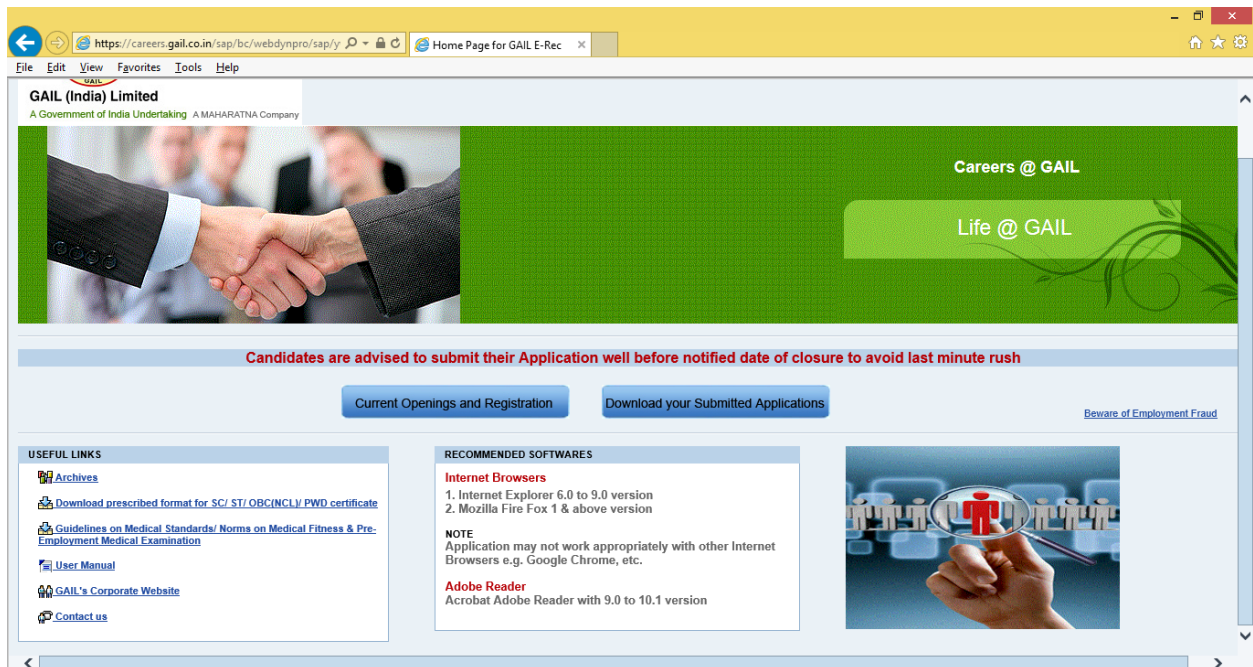 https://careers.gail.co.in/sap/bc/webdynpro/sap/y
Home Page for GAIL E-Rec
File Edit View Favorites Tools Help
GAIL
GAIL (India) Limited
A Government of India Undertaking A MAHARATNA Company
Careers @ GAIL
Life @ GAIL
Candidates are advised to submit their Application well before notified date of closure to avoid last minute rush
Current Openings and Registration
Download your Submitted Applications
Beware of Employment Fraud
USEFUL LINKS
Archives
Download prescribed format for SC/ ST/ OBC(NCL)/ PWD certificate
Guidelines on Medical Standards/ Norms on Medical Fitness & Pre-
Employment Medical Examination
User Manual
GAIL's Corporate Website
Contact us
RECOMMENDED SOFTWARES
Internet Browsers
1. Internet Explorer 6.0 to 9.0 version
2. Mozilla Fire Fox 1 & above version
NOTE
Application may not work appropriately with other Internet
Browsers e.g. Google Chrome, etc.
Adobe Reader
Acrobat Adobe Reader with 9.0 to 10.1 version